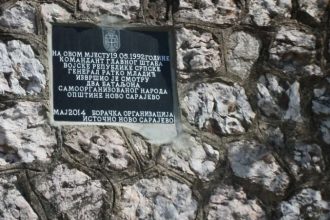 НА ОВОМ МЈЕСТУ 19.05.1992 ГОДИНЕ
КОМАНДАНТ ГЛАВНОГ ШТАБА
ВОЈСКЕ РЕПУБЛИКЕ СРПСКЕ
ГЕНЕРАЛ РАТКО МЛАДИЋ
ИЗВРШИО ЈЕ СМОТРУ
ДВА БАТАЉОНА
САМООРГАНИЗОВАНОГ НАРОДА
ОПШТИНЕ НОВО САРАЈЕВО
МАЈ 2014 БОРАЧКА ОРГАНИЗАЦИЈА
ИСТОЧНО НОВО САРАЈЕВО